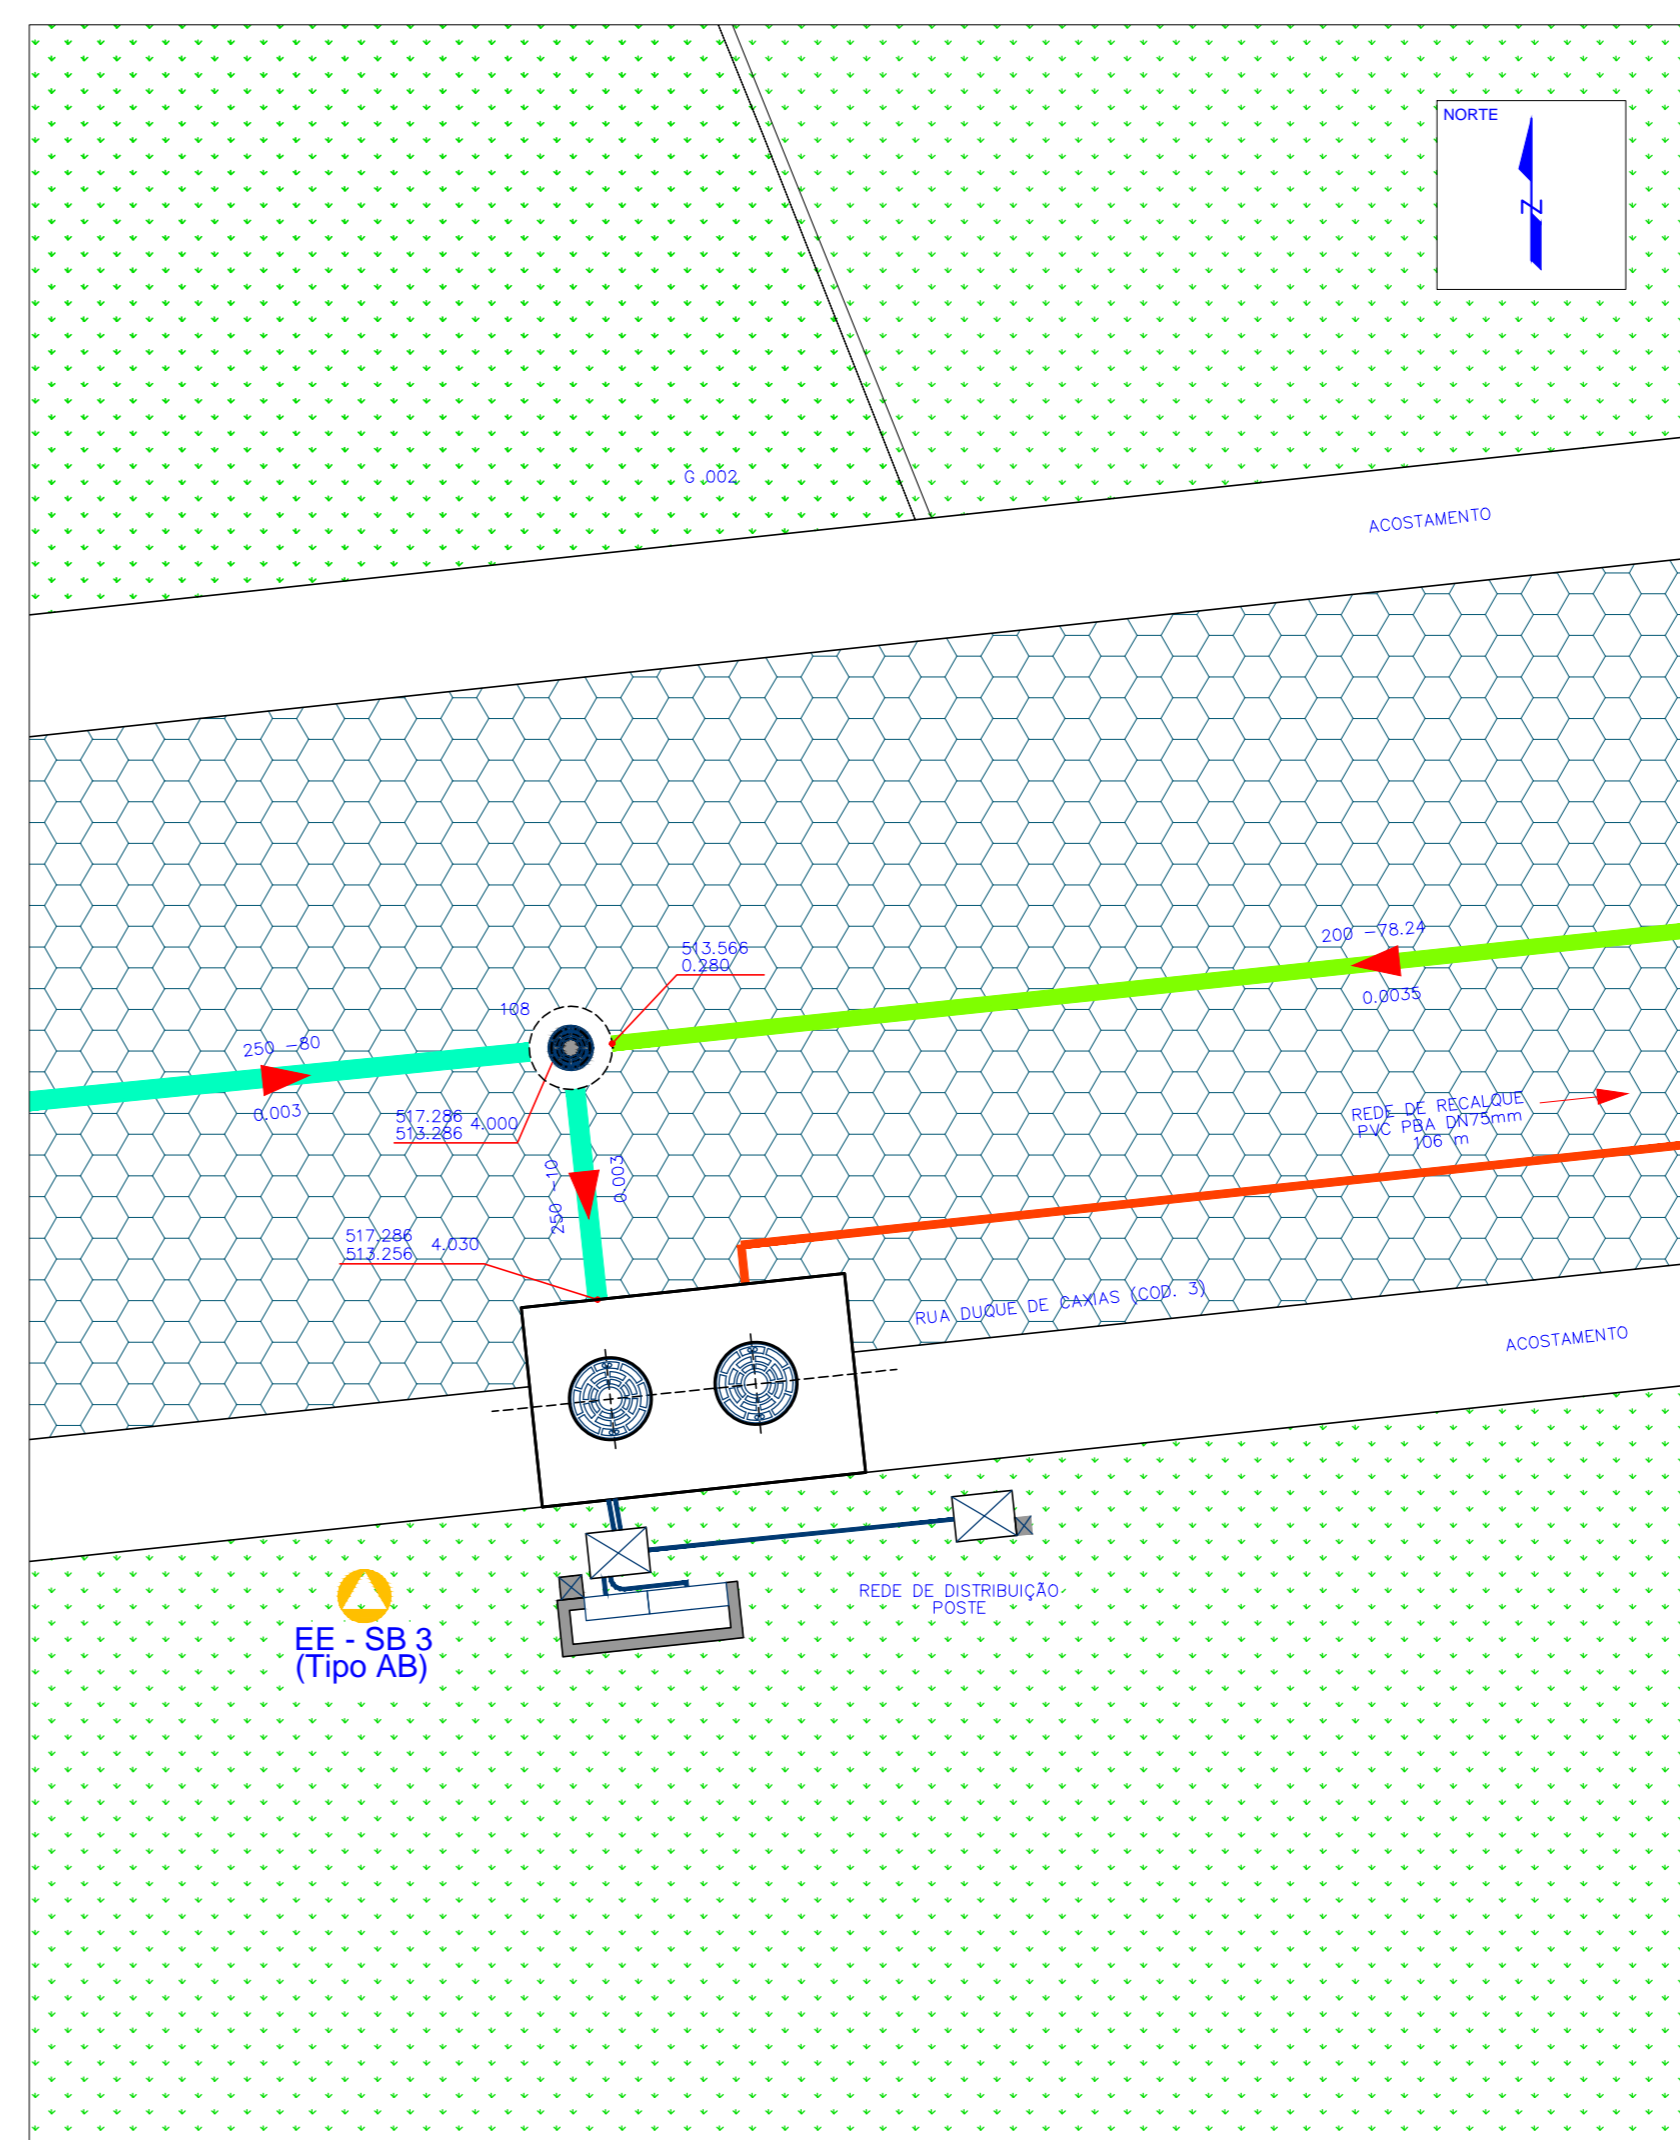 NORTE
N
G 002
ACOSTAMENTO
513.566
0.280
200 -78.24
0.0035
108
250 -80
0.003
517.286
513.286 4.000
REDE DE RECALQUE
PVC PBA DN75mm
106 m
250 -10
0.003
517.286
513.256 4.030
RUA DUQUE DE CAXIAS (COD. 3)
ACOSTAMENTO
REDE DE DISTRIBUIÇÃO
POSTE
EE - SB 3
(Tipo AB)